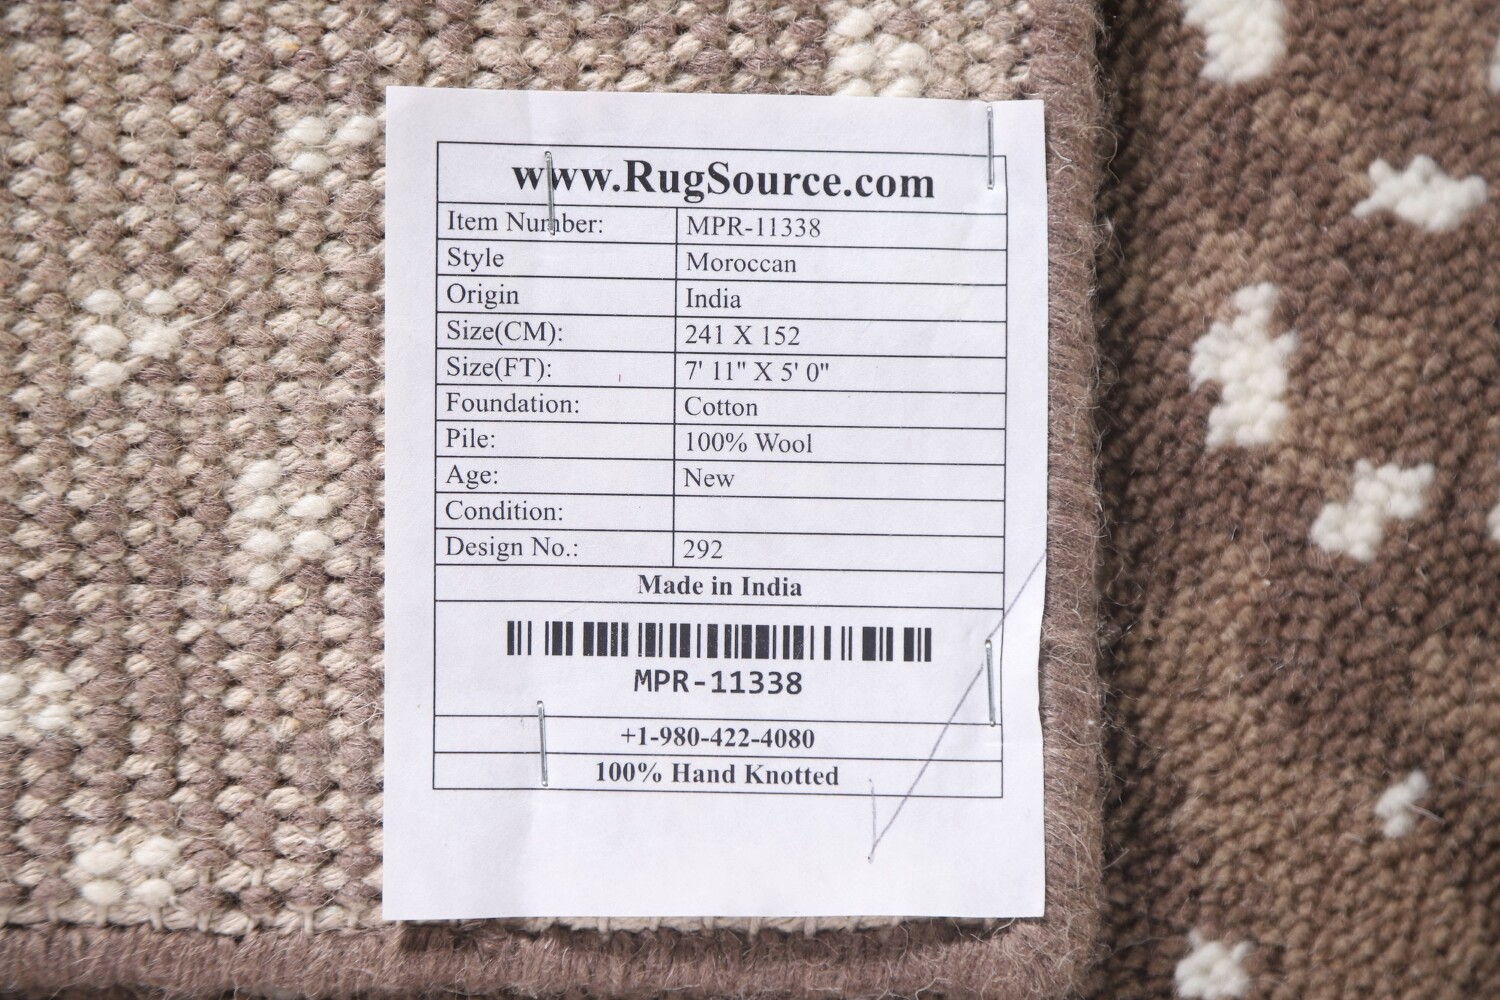 www.RugSource.com
Item Number: MPR-11338
Style Moroccan
Origin India
Size(CM): 241 X 152
Size(FT): 7' 11" X 5' 0"
Foundation: Cotton
Pile: 100% Wool
Age: New
Condition:
Design No.: 292
Made in India
MPR-11338
+1-980-422-4080
100% Hand Knotted